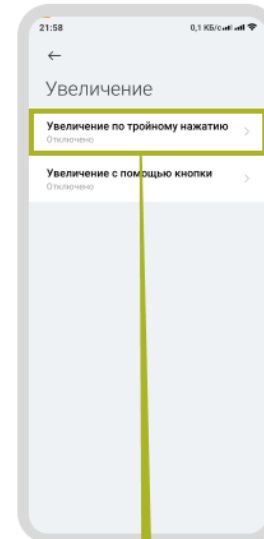 21:58 0,1 КБ/с
Увеличение
Увеличение по тройному нажатию
Отключено
Увеличение с помощью кнопки
Отключено